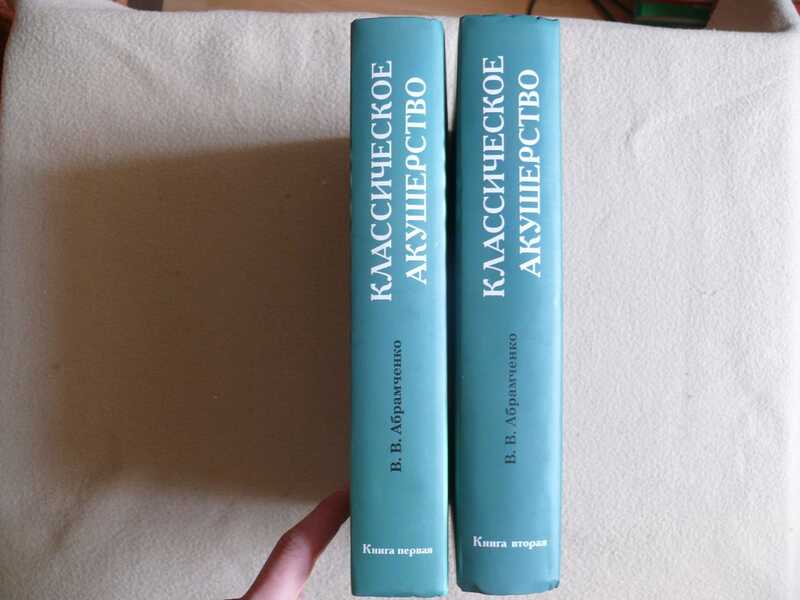 КЛАССИЧЕСКОЕ
АКУШЕРСТВО
В. В. Абрамченко
Книга первая
КЛАССИЧЕСКОЕ
АКУШЕРСТВО
В. В. Абрамченко
Книга вторая